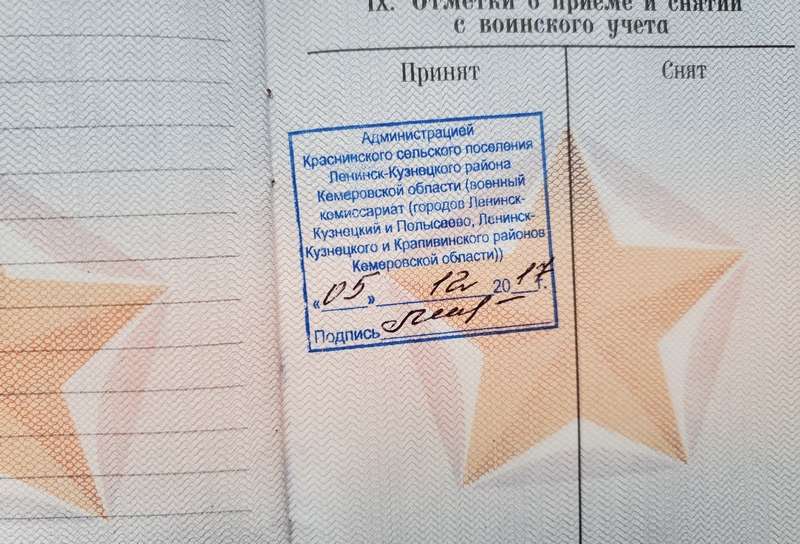 IX. Отметки о приеме и снятии
с воинского учета
Принят
Снят
Администрацией
Краснинского сельского поселения
Ленинск-Кузнецкого района
Кемеровской области (военный
комиссариат (городов Ленинск-
Кузнецкий и Полысаево, Ленинск-
Кузнецкого и Крапивинского районов
Кемеровской области))
«05» 12 2017г.
Подпись